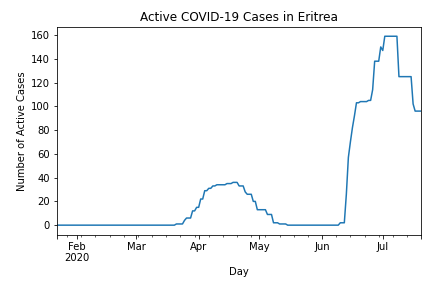 Active COVID-19 Cases in Eritrea
Number of Active Cases
160
140
120
100
80
60
40
20
0
Feb Mar Apr May Jun Jul
2020
Day